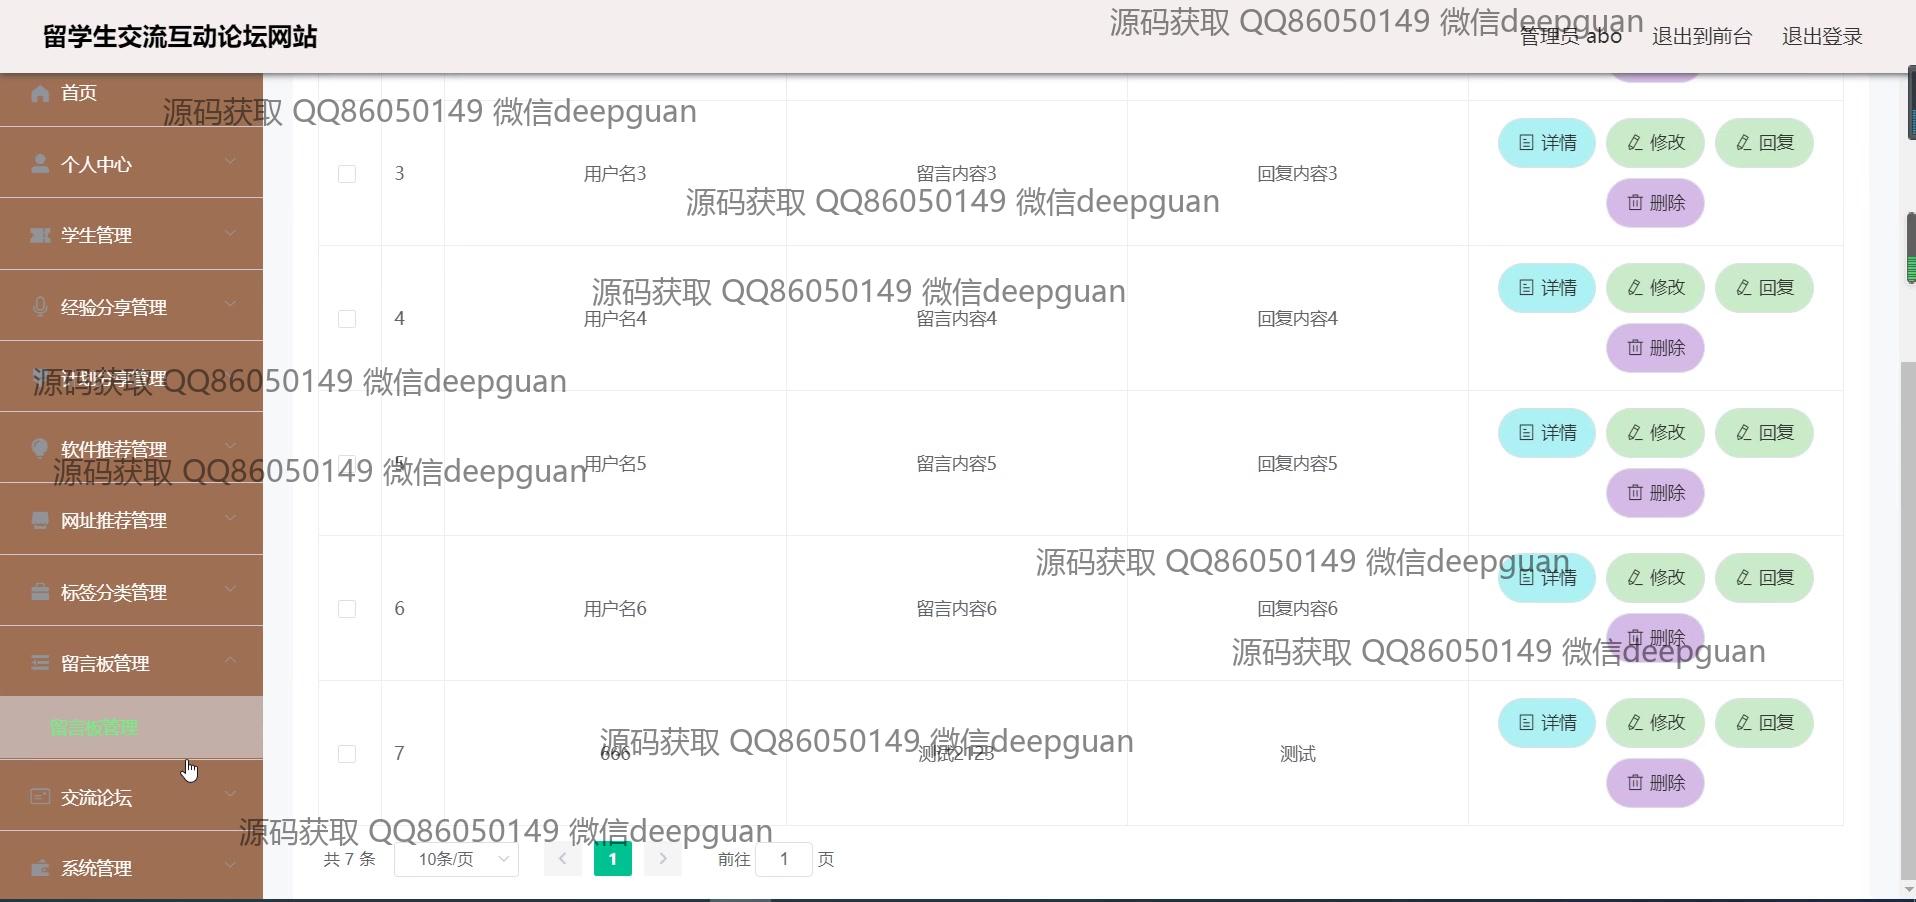 留学生交流互动论坛网站
源码获取 QQ86050149 微信deepguan
管理员 abo
退出到前台
退出登录
首页
源码获取 QQ86050149 微信deepguan
个人中心
学生管理
经验分享管理
计划分享管理
源码获取 QQ86050149 微信deepguan
软件推荐管理
源码获取 QQ86050149 微信deepguan
网址推荐管理
标签分类管理
留言板管理
留言板管理
交流论坛
系统管理
3 用户名3 留言内容3 回复内容3 详情 修改 回复
删除
源码获取 QQ86050149 微信deepguan
源码获取 QQ86050149 微信deepguan
4 用户名4 留言内容4 回复内容4 详情 修改 回复
删除
5 用户名5 留言内容5 回复内容5 详情 修改 回复
删除
源码获取 QQ86050149 微信deepguan
6 用户名6 留言内容6 回复内容6 详情 修改 回复
删除
源码获取 QQ86050149 微信deepguan
源码获取 QQ86050149 微信deepguan
7 666 测试2123 测试 详情 修改 回复
删除
源码获取 QQ86050149 微信deepguan
共 7 条 10条/页 1 前往 1 页